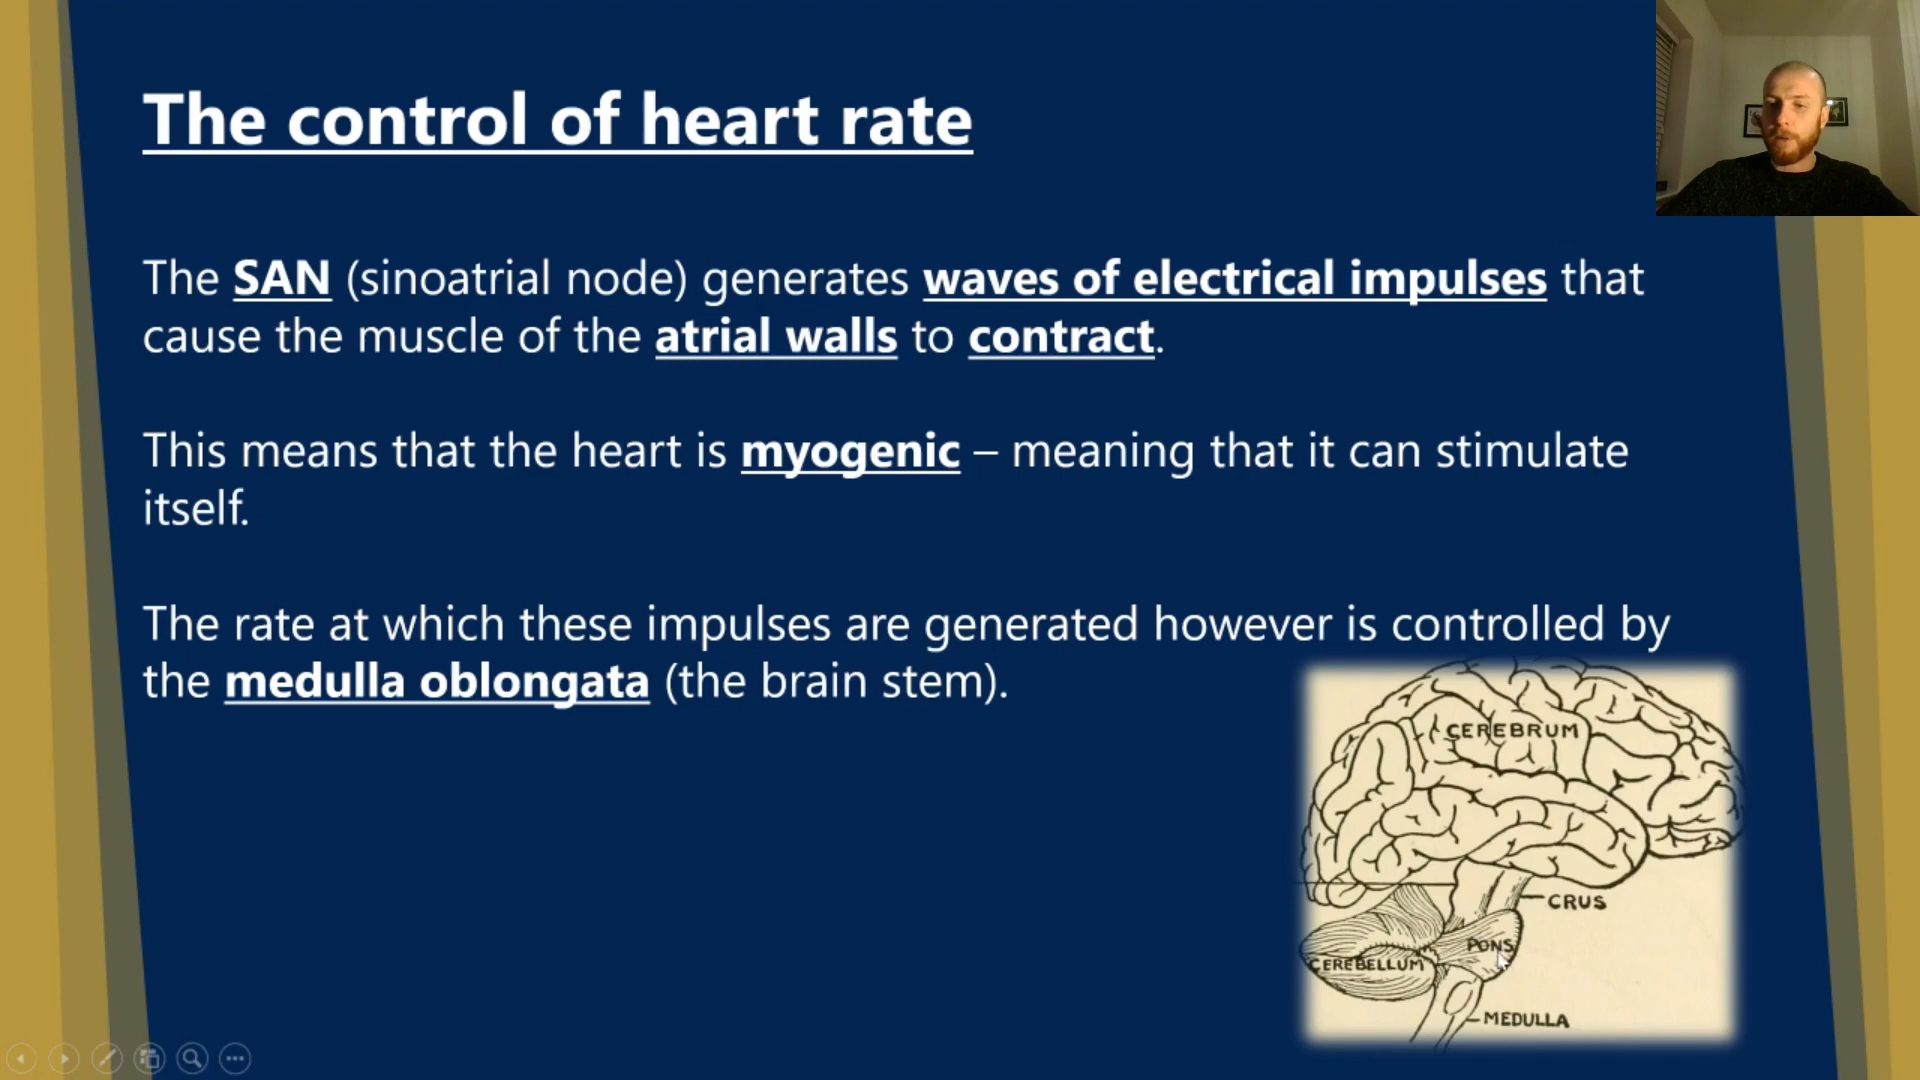 The control of heart rate
The SAN (sinoatrial node) generates waves of electrical impulses that
cause the muscle of the atrial walls to contract.
This means that the heart is myogenic – meaning that it can stimulate
itself.
The rate at which these impulses are generated however is controlled by
the medulla oblongata (the brain stem).
CEREBRUM
CRUS
PONS
CEREBELLUM
MEDULLA